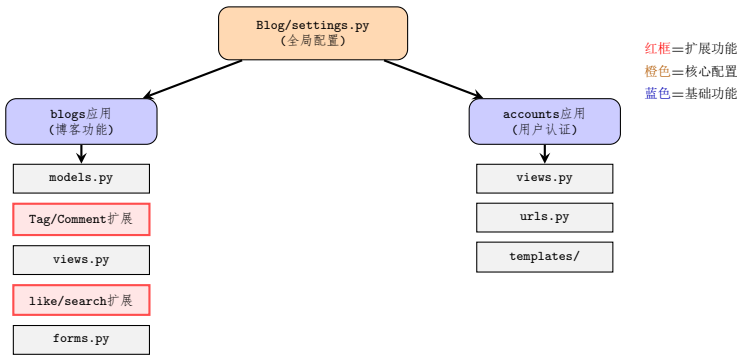 Blog/settings.py
(全局配置)
红框=扩展功能
橙色=核心配置
蓝色=基础功能
blogs应用
(博客功能)
accounts应用
(用户认证)
models.py
Tag/Comment扩展
views.py
like/search扩展
forms.py
views.py
urls.py
templates/